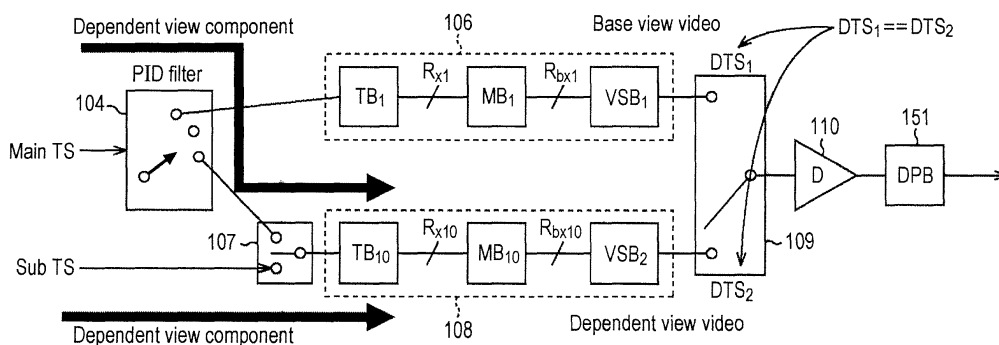 Dependent view component
106
Base view video
DTS₁==DTS₂
PID filter
DTS₁
104
TB₁
Rx1
MB₁
Rbx1
VSB₁
Main TS
110
151
D
DPB
107
Rx10
Rbx10
TB₁₀
MB₁₀
VSB₂
109
Sub TS
DTS₂
Dependent view component
108
Dependent view video